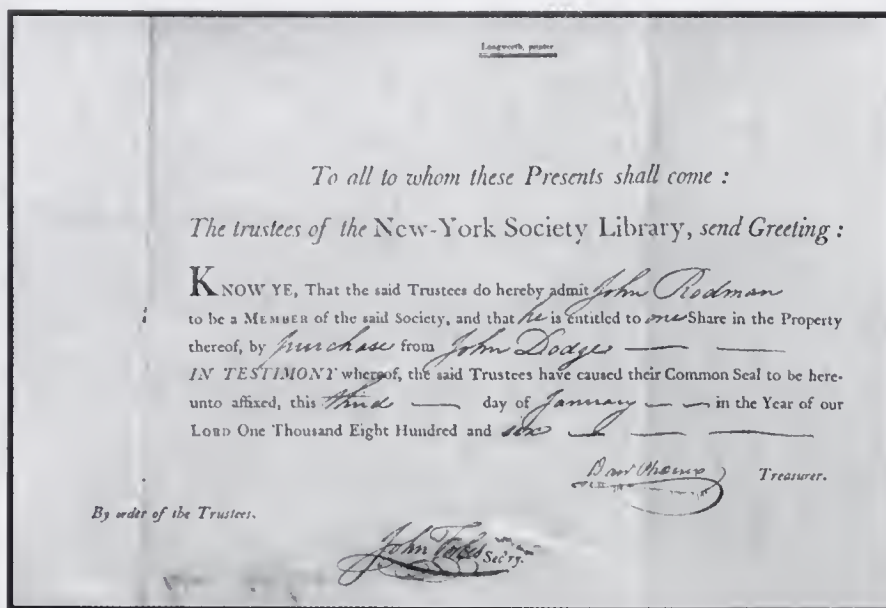 Longworth, printer
To all to whom these Presents shall come :
The trustees of the New-York Society Library, send Greeting :
KNOW YE, That the said Trustees do hereby admit John Rodman
to be a MEMBER of the said Society, and that he is entitled to one Share in the Property
thereof, by purchase from John Dodge — —
IN TESTIMONY whereof, the said Trustees have caused their Common Seal to be here-
unto affixed, this third — day of January — — in the Year of our
LORD One Thousand Eight Hundred and six — — —
Treasurer.
By order of the Trustees.
John Forbes Sec'ry.